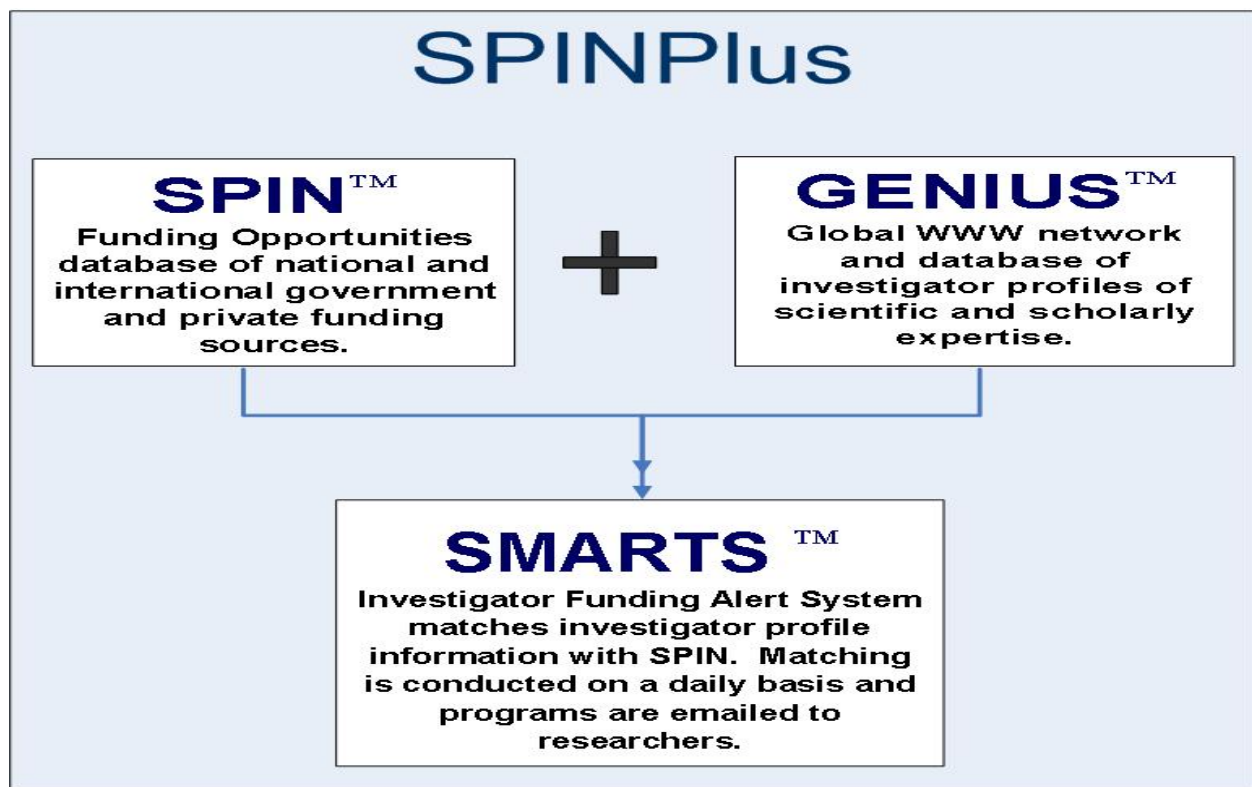 SPINPlus
SPIN™
Funding Opportunities
database of national and
international government
and private funding
sources.
GENIUS™
Global WWW network
and database of
investigator profiles of
scientific and scholarly
expertise.
SMARTS ™
Investigator Funding Alert System
matches investigator profile
information with SPIN.  Matching
is conducted on a daily basis and
programs are emailed to
researchers.